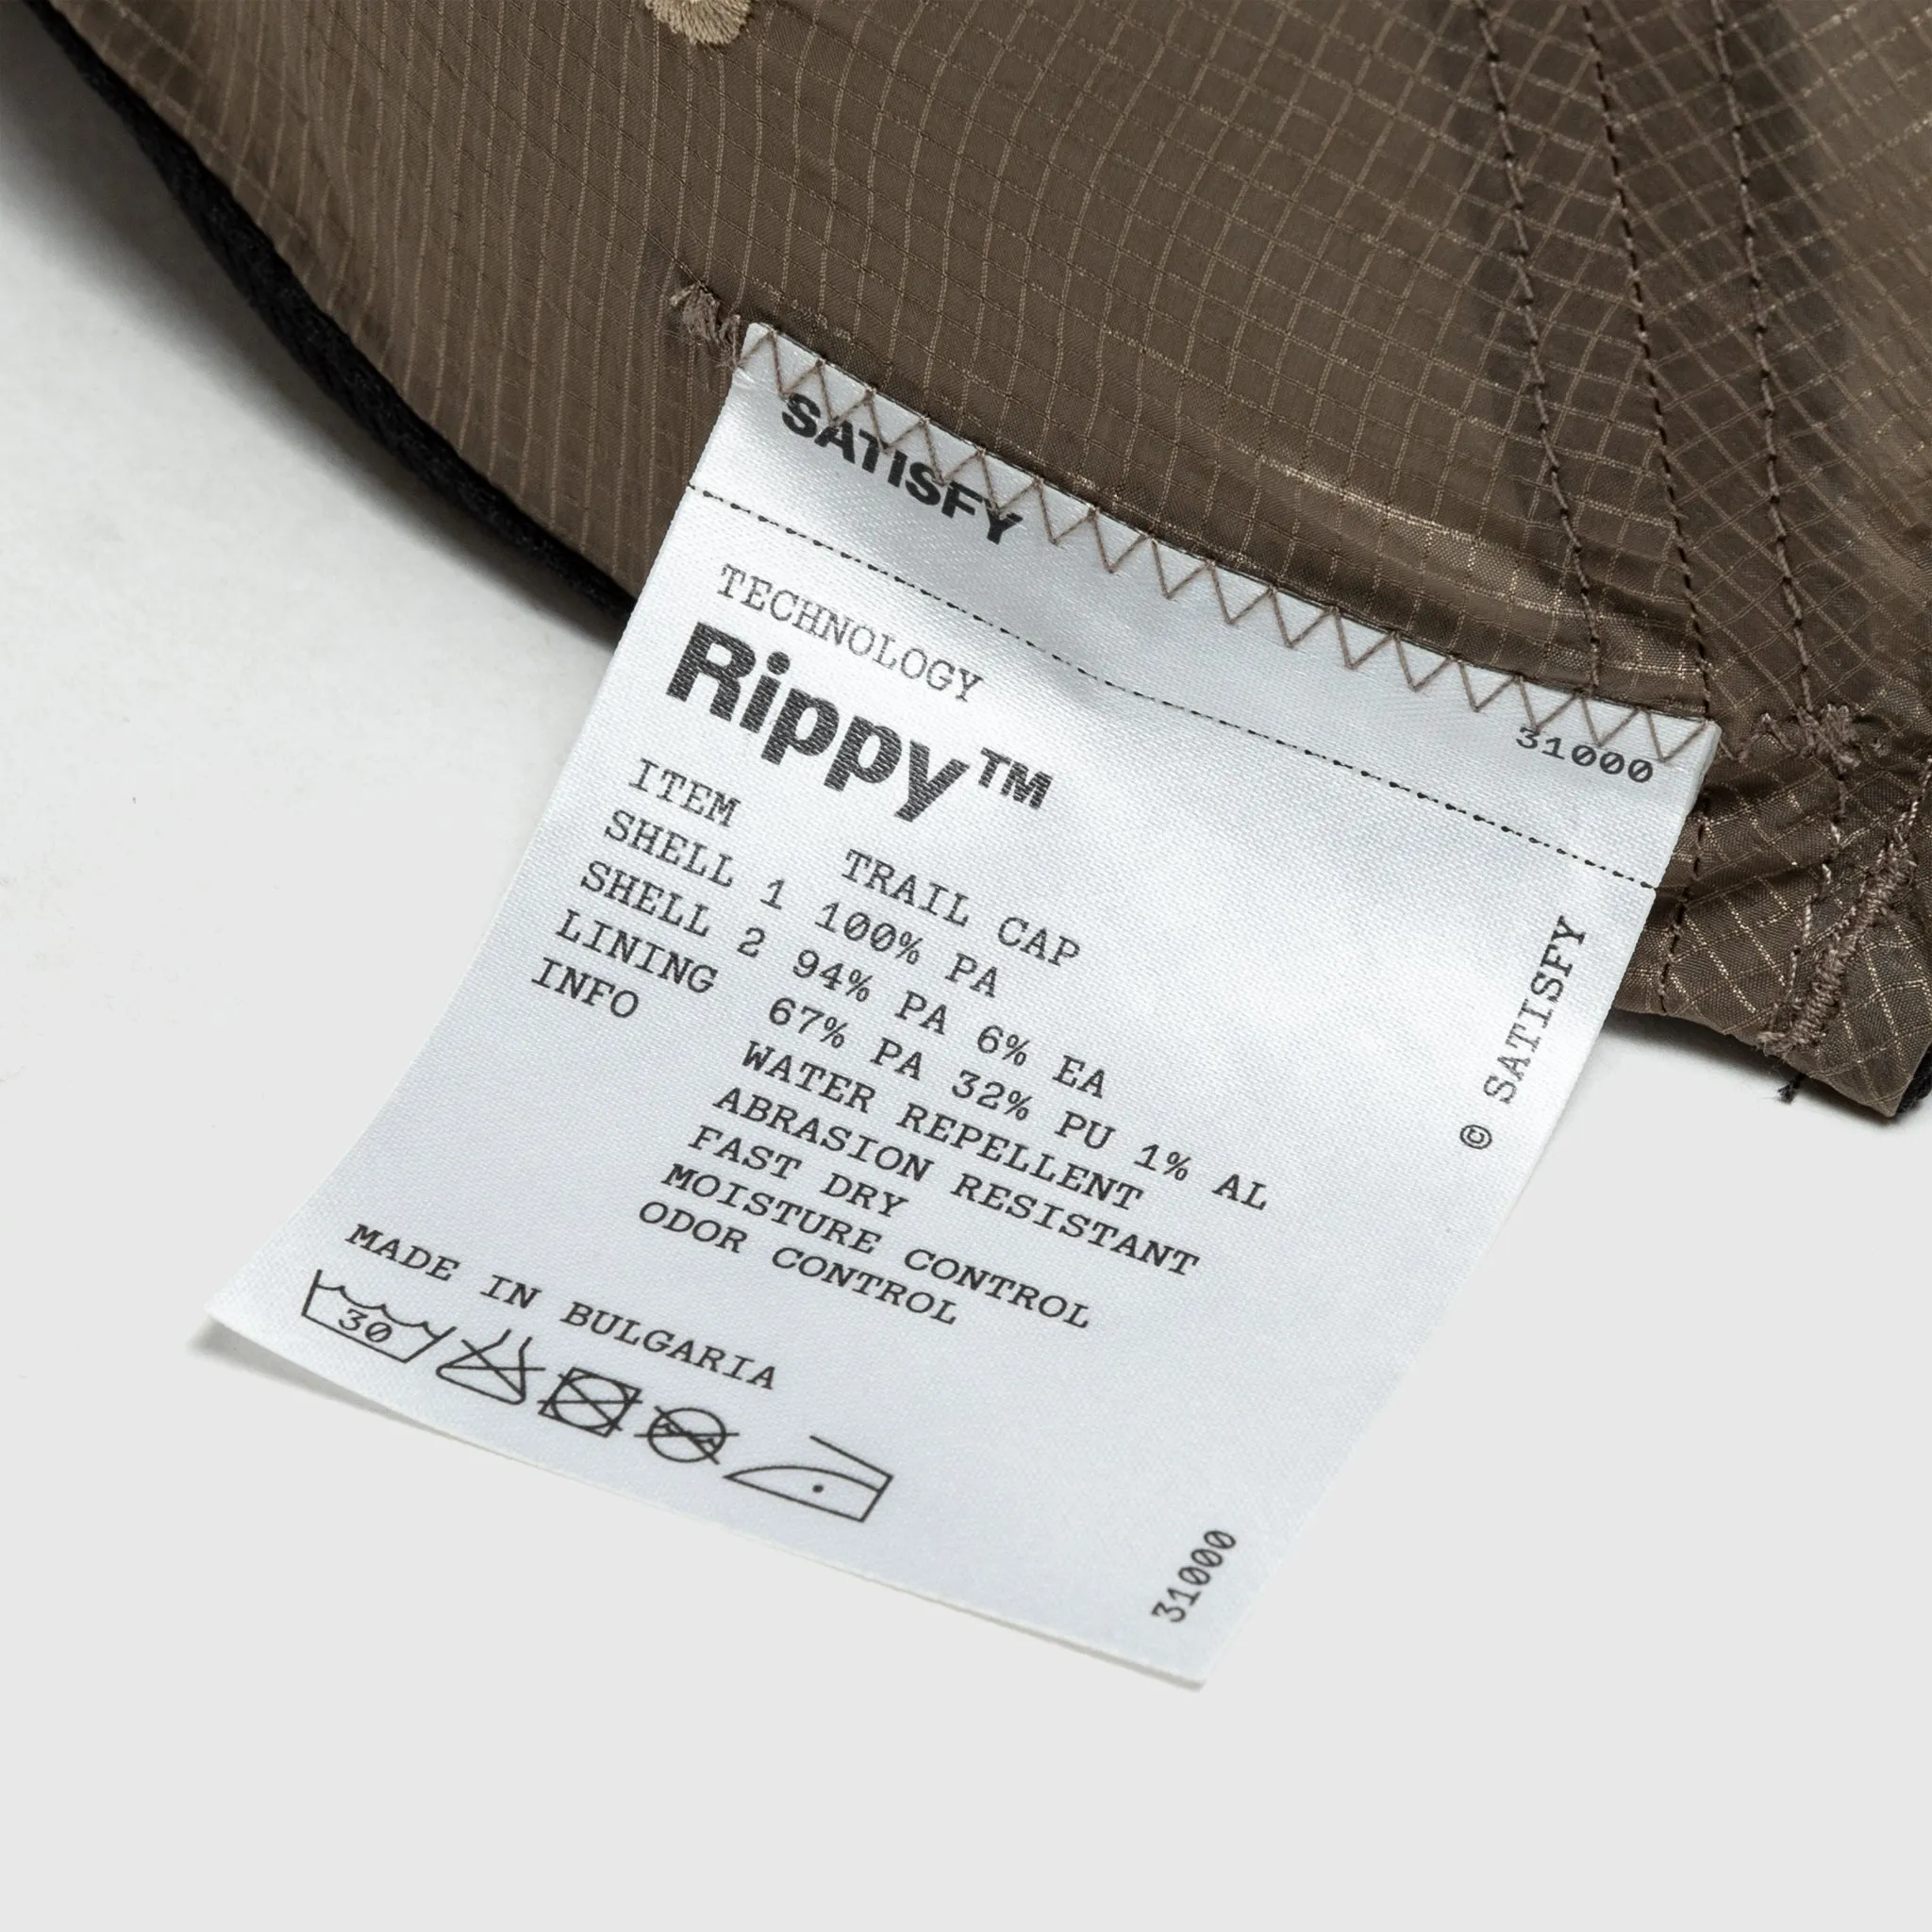 SATISFY
31000
TECHNOLOGY
Rippy™
ITEM TRAIL CAP
SHELL 1 100% PA
SHELL 2 94% PA 6% EA
LINING 67% PA 32% PU 1% AL
INFO WATER REPELLENT
ABRASION RESISTANT
FAST DRY
MOISTURE CONTROL
ODOR CONTROL
© SATISFY
MADE IN BULGARIA
30
31000